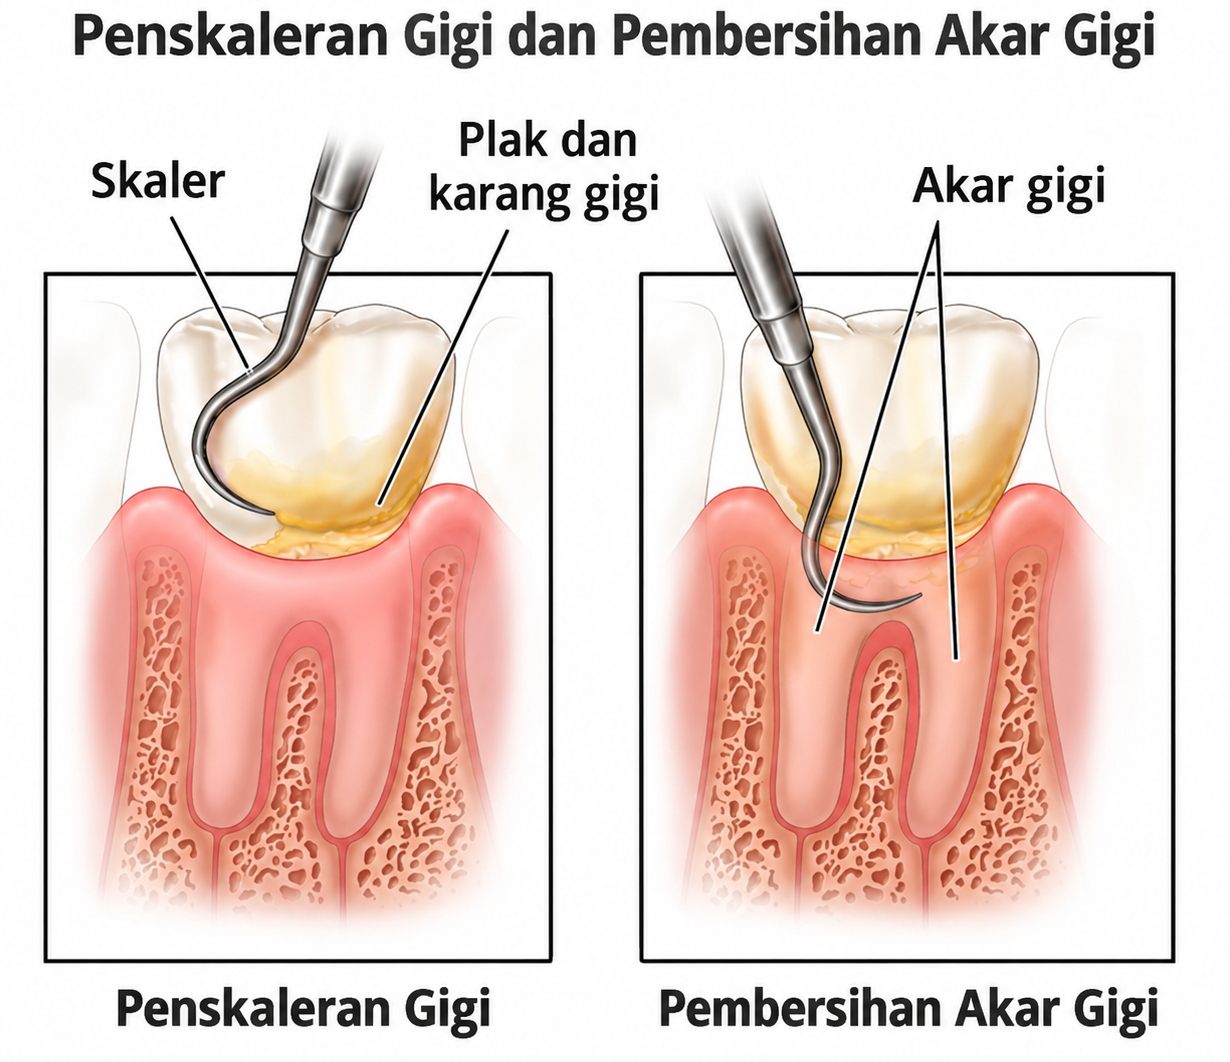 Penskaleran Gigi dan Pembersihan Akar Gigi
Skaler
Plak dan
karang gigi
Akar gigi
Penskaleran Gigi
Pembersihan Akar Gigi